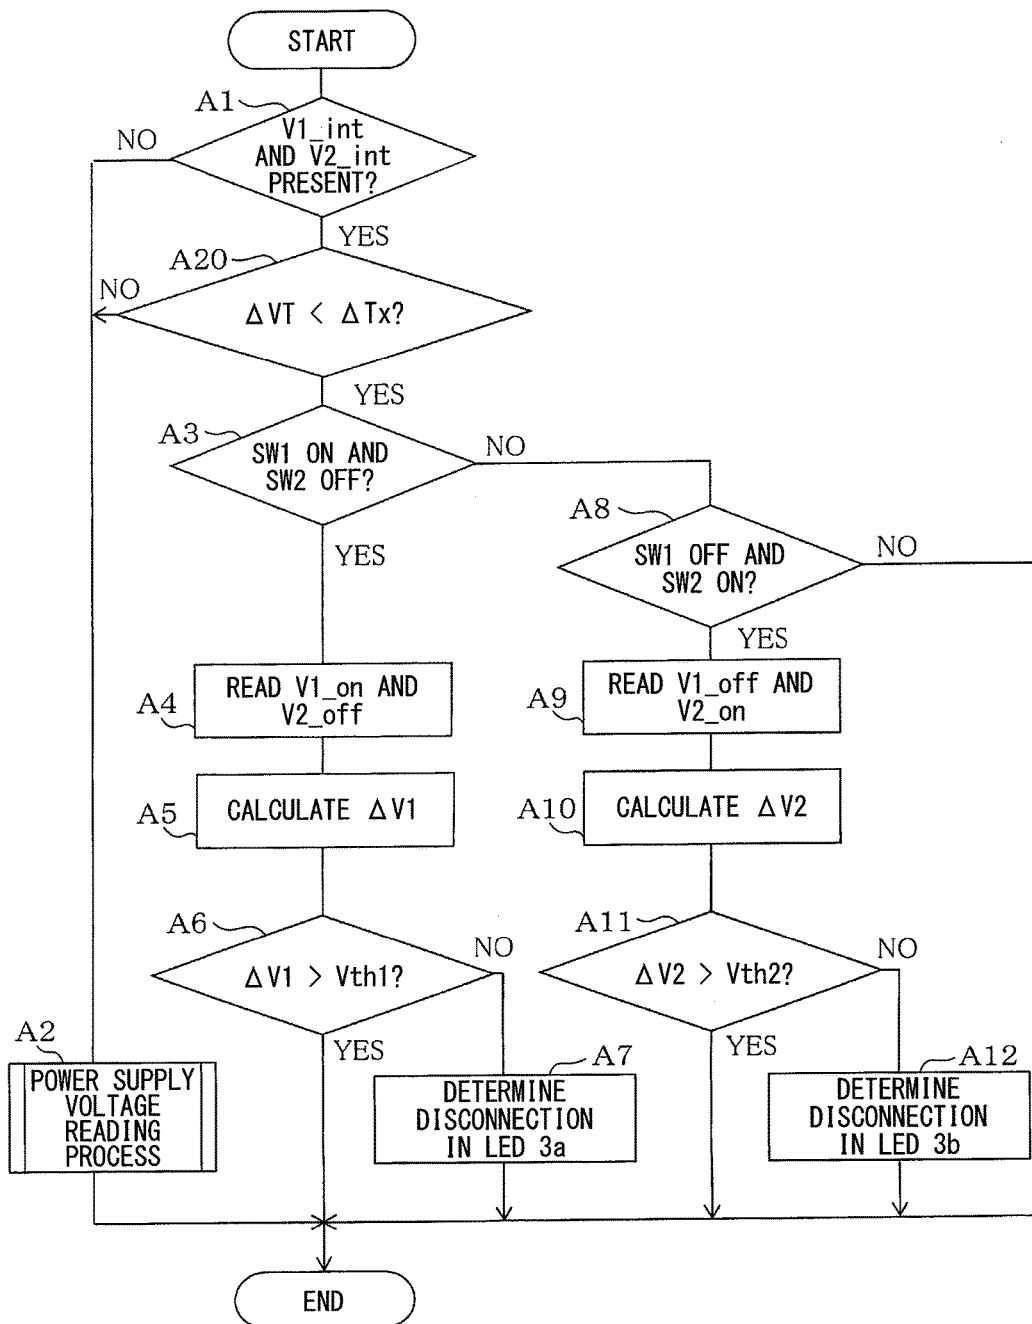 START
A1
V1_int
AND V2_int
PRESENT?
NO
YES
A20
NO
ΔVT < ΔTx?
YES
A3
SW1 ON AND
SW2 OFF?
NO
YES
A8
SW1 OFF AND
SW2 ON?
NO
YES
A4
READ V1_on AND
V2_off
A9
READ V1_off AND
V2_on
A5
CALCULATE ΔV1
A10
CALCULATE ΔV2
A6
ΔV1 > Vth1?
NO
YES
A11
ΔV2 > Vth2?
NO
YES
A2
POWER SUPPLY
VOLTAGE
READING
PROCESS
A7
DETERMINE
DISCONNECTION
IN LED 3a
A12
DETERMINE
DISCONNECTION
IN LED 3b
END